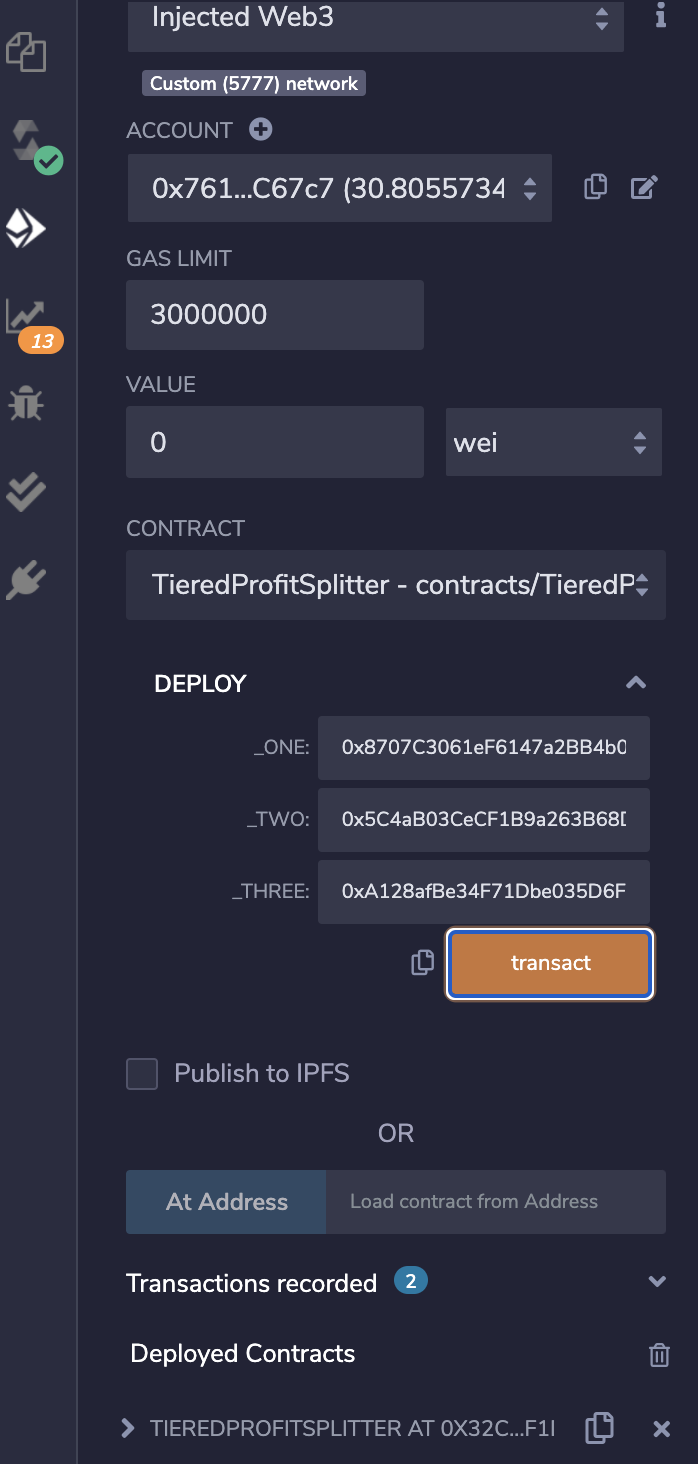 Injected Web3
Custom (5777) network
ACCOUNT
0x761...C67c7 (30.8055734
GAS LIMIT
3000000
13
VALUE
0
wei
CONTRACT
TieredProfitSplitter - contracts/TieredP
DEPLOY
_ONE:
0x8707C3061eF6147a2BB4b0
_TWO:
0x5C4aB03CeCF1B9a263B68D
_THREE:
0xA128afBe34F71Dbe035D6F
transact
Publish to IPFS
OR
At Address
Load contract from Address
Transactions recorded 2
Deployed Contracts
TIEREDPROFITSPLITTER AT 0X32C...F1